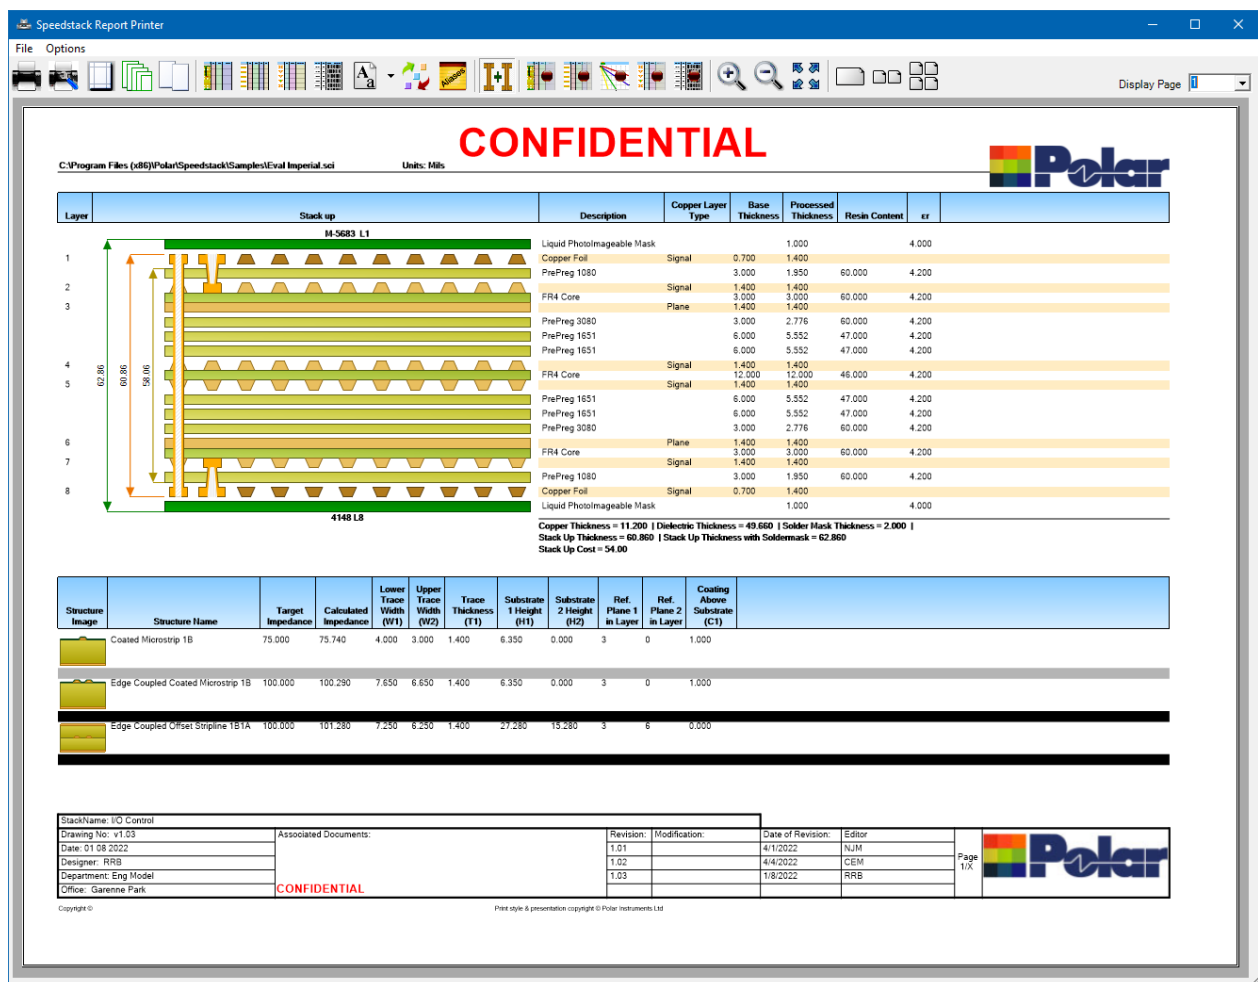 Speedstack Report Printer
File Options
Aliases
Display Page 1
CONFIDENTIAL
C:\Program Files (x86)\Polar\Speedstack\Samples\Eval Imperial.sci Units: Mils
Polar
Layer Stack up Description Copper Layer Type Base Thickness Processed Thickness Resin Content εr
M-5683 L1
Liquid PhotoImageable Mask 1.000 4.000
1 Copper Foil Signal 0.700 1.400
PrePreg 1080 3.000 1.950 60.000 4.200
2 Signal 1.400 1.400
FR4 Core 3.000 3.000 60.000 4.200
3 Plane 1.400 1.400
PrePreg 3080 3.000 2.776 60.000 4.200
PrePreg 1651 6.000 5.552 47.000 4.200
PrePreg 1651 6.000 5.552 47.000 4.200
4 Signal 1.400 1.400
62.86 60.86 58.06 FR4 Core 12.000 12.000 46.000 4.200
5 Signal 1.400 1.400
PrePreg 1651 6.000 5.552 47.000 4.200
PrePreg 1651 6.000 5.552 47.000 4.200
PrePreg 3080 3.000 2.776 60.000 4.200
6 Plane 1.400 1.400
FR4 Core 3.000 3.000 60.000 4.200
7 Signal 1.400 1.400
PrePreg 1080 3.000 1.950 60.000 4.200
8 Copper Foil Signal 0.700 1.400
Liquid PhotoImageable Mask 1.000 4.000
4148 L8
Copper Thickness = 11.200 | Dielectric Thickness = 49.660 | Solder Mask Thickness = 2.000 |
Stack Up Thickness = 60.860 | Stack Up Thickness with Soldermask = 62.860
Stack Up Cost = 54.00
Structure Image Structure Name Target Impedance Calculated Impedance Lower Trace Width (W1) Upper Trace Width (W2) Trace Thickness (T1) Substrate 1 Height (H1) Substrate 2 Height (H2) Ref. Plane 1 in Layer Ref. Plane 2 in Layer Coating Above Substrate (C1)
Coated Microstrip 1B 75.000 75.740 4.000 3.000 1.400 6.350 0.000 3 0 1.000
Edge Coupled Coated Microstrip 1B 100.000 100.290 7.650 6.650 1.400 6.350 0.000 3 0 1.000
Edge Coupled Offset Stripline 1B1A 100.000 101.280 7.250 6.250 1.400 27.280 15.280 3 6 0.000
StackName: I/O Control
Drawing No: v1.03 Associated Documents: Revision: Modification: Date of Revision: Editor
Date: 01 08 2022 1.01 4/1/2022 NJM
Designer: RRB 1.02 4/4/2022 CEM
Department: Eng Model 1.03 1/8/2022 RRB
Office: Garenne Park CONFIDENTIAL
Page 1/X
Polar
Copyright © Print style & presentation copyright © Polar Instruments Ltd